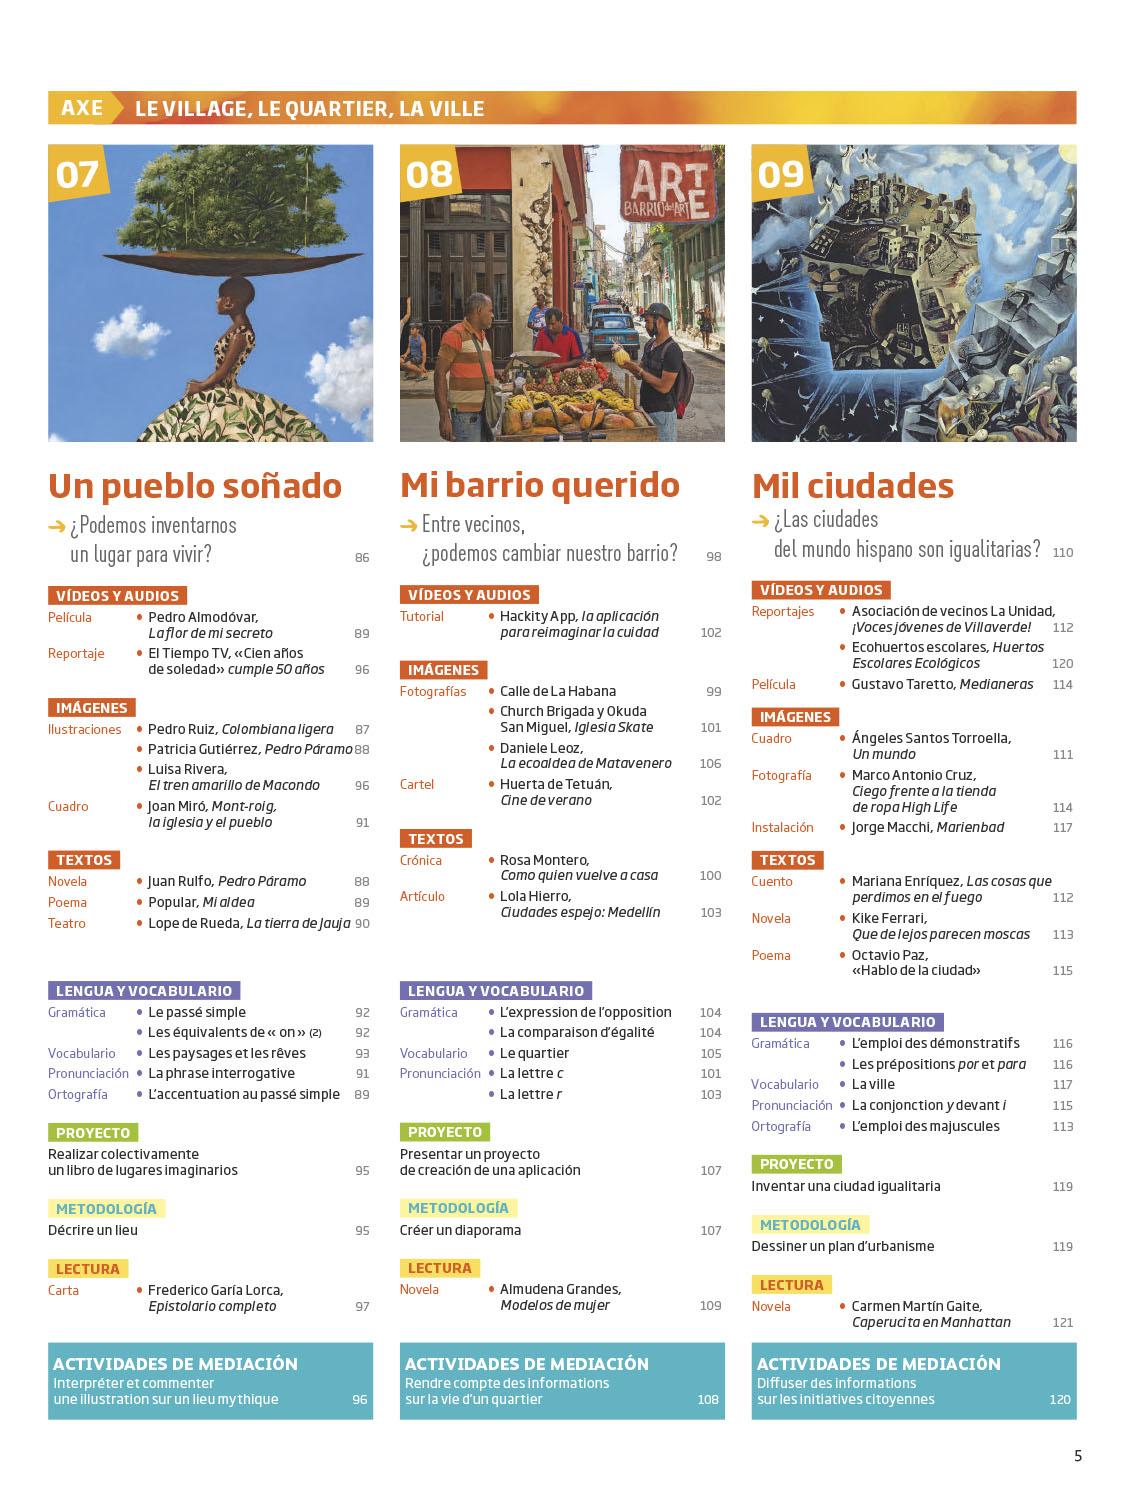 AXE LE VILLAGE, LE QUARTIER, LA VILLE
07
Un pueblo soñado
➔ ¿Podemos inventarnos
un lugar para vivir? 86
VÍDEOS Y AUDIOS
Película • Pedro Almodóvar,
La flor de mi secreto 89
Reportaje • El Tiempo TV, «Cien años
de soledad» cumple 50 años 96
IMÁGENES
Ilustraciones • Pedro Ruiz, Colombiana ligera 87
• Patricia Gutiérrez, Pedro Páramo 88
• Luisa Rivera,
El tren amarillo de Macondo 96
Cuadro • Joan Miró, Mont-roig,
la iglesia y el pueblo 91
TEXTOS
Novela • Juan Rulfo, Pedro Páramo 88
Poema • Popular, Mi aldea 89
Teatro • Lope de Rueda, La tierra de Jauja 90
LENGUA Y VOCABULARIO
Gramática • Le passé simple 92
• Les équivalents de « on » (2) 92
Vocabulario • Les paysages et les rêves 93
Pronunciación • La phrase interrogative 91
Ortografía • L'accentuation au passé simple 89
PROYECTO
Realizar colectivamente
un libro de lugares imaginarios 95
METODOLOGÍA
Décrire un lieu 95
LECTURA
Carta • Frederico Garía Lorca,
Epistolario completo 97
ACTIVIDADES DE MEDIACIÓN
Interpréter et commenter
une illustration sur un lieu mythique 96
08
ART
E
BARRIO del ARTE
Mi barrio querido
➔ Entre vecinos,
¿podemos cambiar nuestro barrio? 98
VÍDEOS Y AUDIOS
Tutorial • Hackity App, la aplicación
para reimaginar la cuidad 102
IMÁGENES
Fotografías • Calle de La Habana 99
• Church Brigada y Okuda
San Miguel, Iglesia Skate 101
• Daniele Leoz,
La ecoaldea de Matavenero 106
Cartel • Huerta de Tetuán,
Cine de verano 102
TEXTOS
Crónica • Rosa Montero,
Como quien vuelve a casa 100
Artículo • Lola Hierro,
Ciudades espejo: Medellín 103
LENGUA Y VOCABULARIO
Gramática • L'expression de l'opposition 104
• La comparaison d'égalité 104
Vocabulario • Le quartier 105
Pronunciación • La lettre c 101
• La lettre r 103
PROYECTO
Presentar un proyecto
de creación de una aplicación 107
METODOLOGÍA
Créer un diaporama 107
LECTURA
Novela • Almudena Grandes,
Modelos de mujer 109
ACTIVIDADES DE MEDIACIÓN
Rendre compte des informations
sur la vie d'un quartier 108
09
Mil ciudades
➔ ¿Las ciudades
del mundo hispano son igualitarias? 110
VÍDEOS Y AUDIOS
Reportajes • Asociación de vecinos La Unidad,
¡Voces jóvenes de Villaverde! 112
• Ecohuertos escolares, Huertos
Escolares Ecológicos 120
Película • Gustavo Taretto, Medianeras 114
IMÁGENES
Cuadro • Ángeles Santos Torroella,
Un mundo 111
Fotografía • Marco Antonio Cruz,
Ciego frente a la tienda
de ropa High Life 114
Instalación • Jorge Macchi, Marienbad 117
TEXTOS
Cuento • Mariana Enríquez, Las cosas que
perdimos en el fuego 112
Novela • Kike Ferrari,
Que de lejos parecen moscas 113
Poema • Octavio Paz,
«Hablo de la ciudad» 115
LENGUA Y VOCABULARIO
Gramática • L'emploi des démonstratifs 116
• Les prépositions por et para 116
Vocabulario • La ville 117
Pronunciación • La conjonction y devant i 115
Ortografía • L'emploi des majuscules 113
PROYECTO
Inventar una ciudad igualitaria 119
METODOLOGÍA
Dessiner un plan d'urbanisme 119
LECTURA
Novela • Carmen Martín Gaite,
Caperucita en Manhattan 121
ACTIVIDADES DE MEDIACIÓN
Diffuser des informations
sur les initiatives citoyennes 120
5